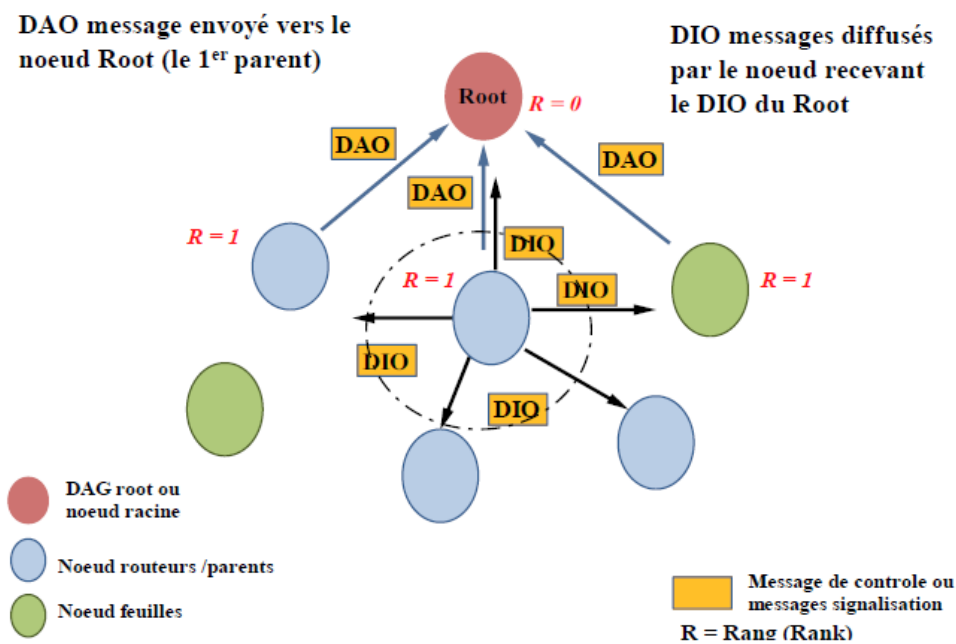 DAO message envoyé vers le
noeud Root (le 1er parent)
DIO messages diffusés
par le noeud recevant
le DIO du Root
Root
R = 0
DAO
DAO
DAO
R = 1
DIO
R = 1
DIO
R = 1
DIO
DIO
DAG root ou
noeud racine
Noeud routeurs /parents
Noeud feuilles
Message de controle ou
messages signalisation
R = Rang (Rank)